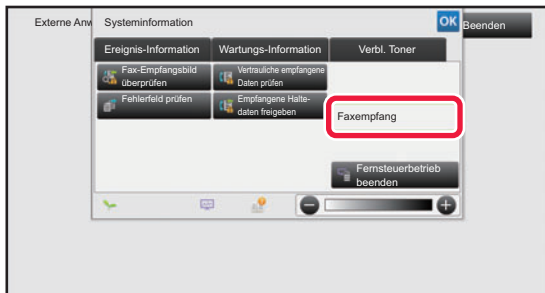 Externe Anw
Systeminformation
OK
Beenden
Ereignis-Information
Wartungs-Information
Verbl. Toner
Fax-Empfangsbild
überprüfen
Vertrauliche empfangene
Daten prüfen
Fehlerfeld prüfen
Empfangene Halte-
daten freigeben
Faxempfang
Fernsteuerbetrieb
beenden